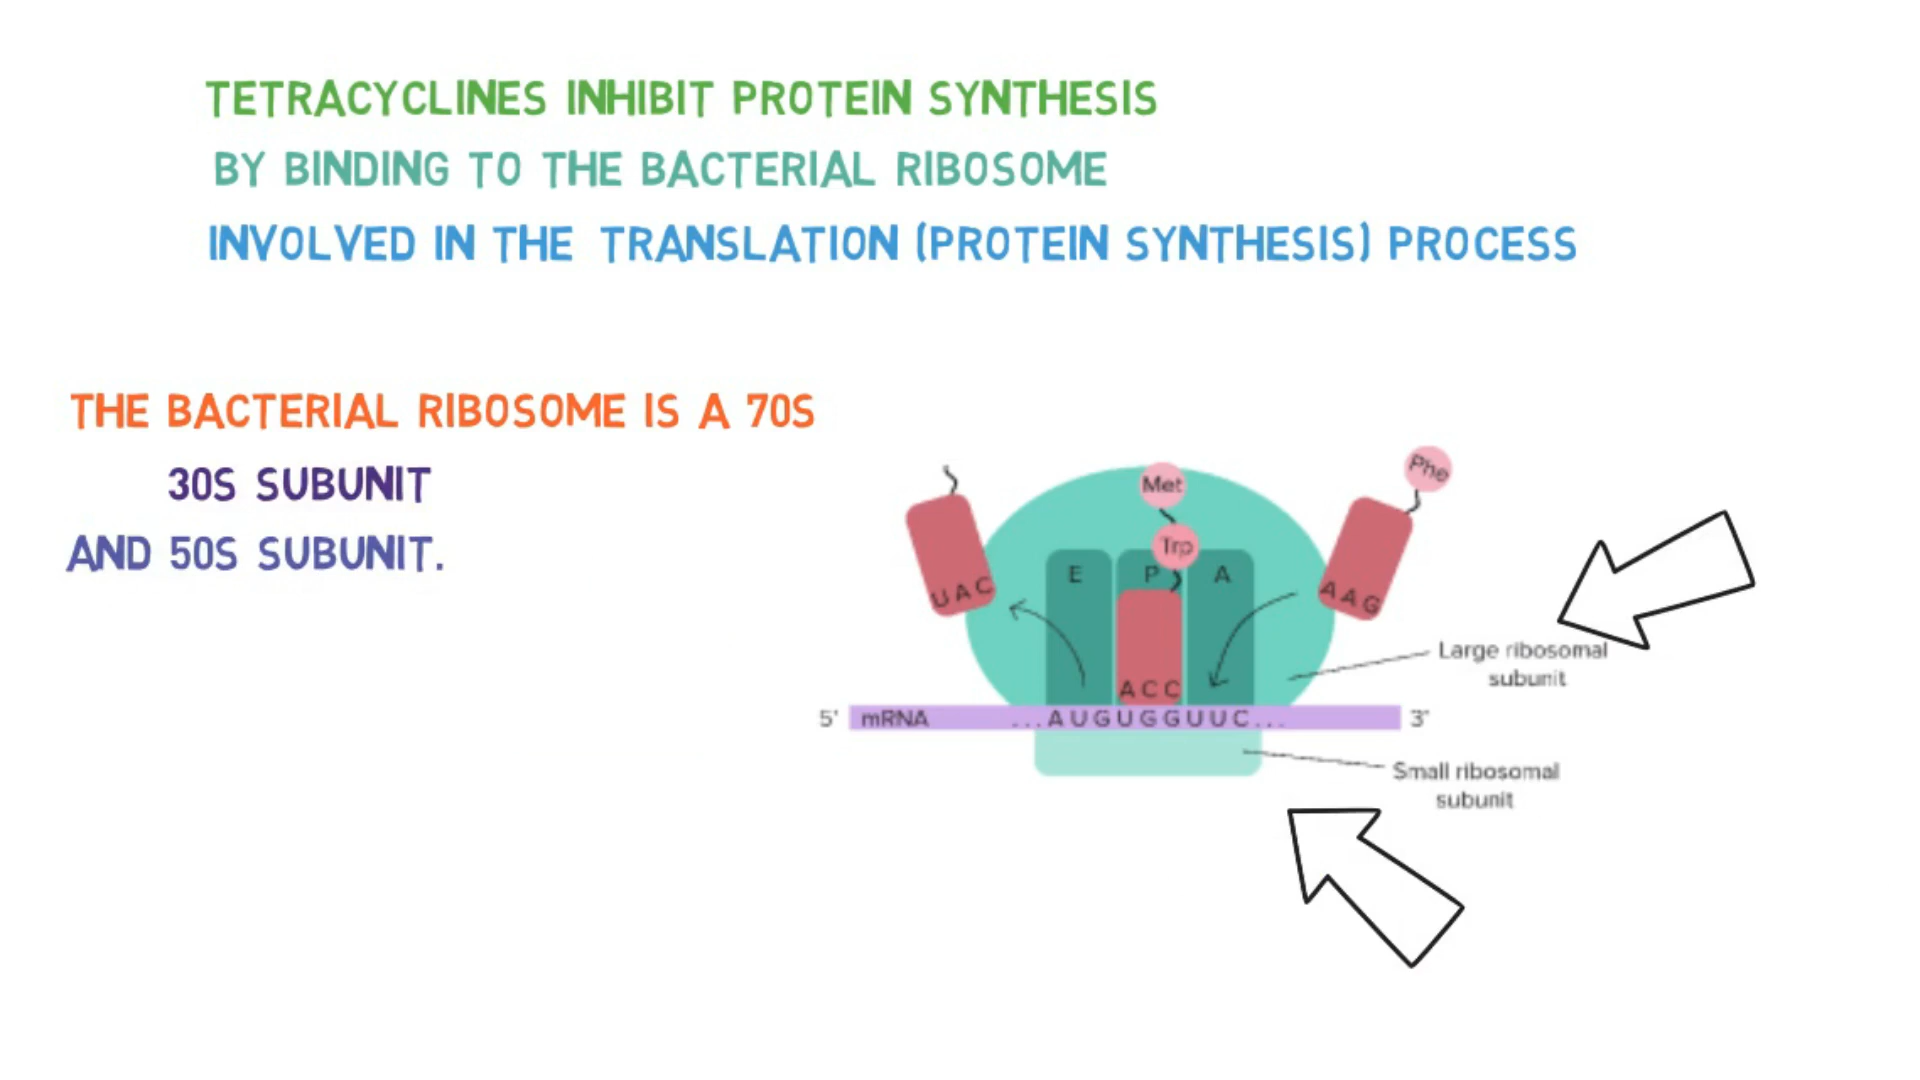 TETRACYCLINES INHIBIT PROTEIN SYNTHESIS
BY BINDING TO THE BACTERIAL RIBOSOME
INVOLVED IN THE TRANSLATION (PROTEIN SYNTHESIS) PROCESS
THE BACTERIAL RIBOSOME IS A 70S
30S SUBUNIT
AND 50S SUBUNIT.
Phe
Met
Trp
E P A
UAC
AAG
ACC
Large ribosomal
subunit
5' mRNA ...AUGUGGUUC... 3'
Small ribosomal
subunit